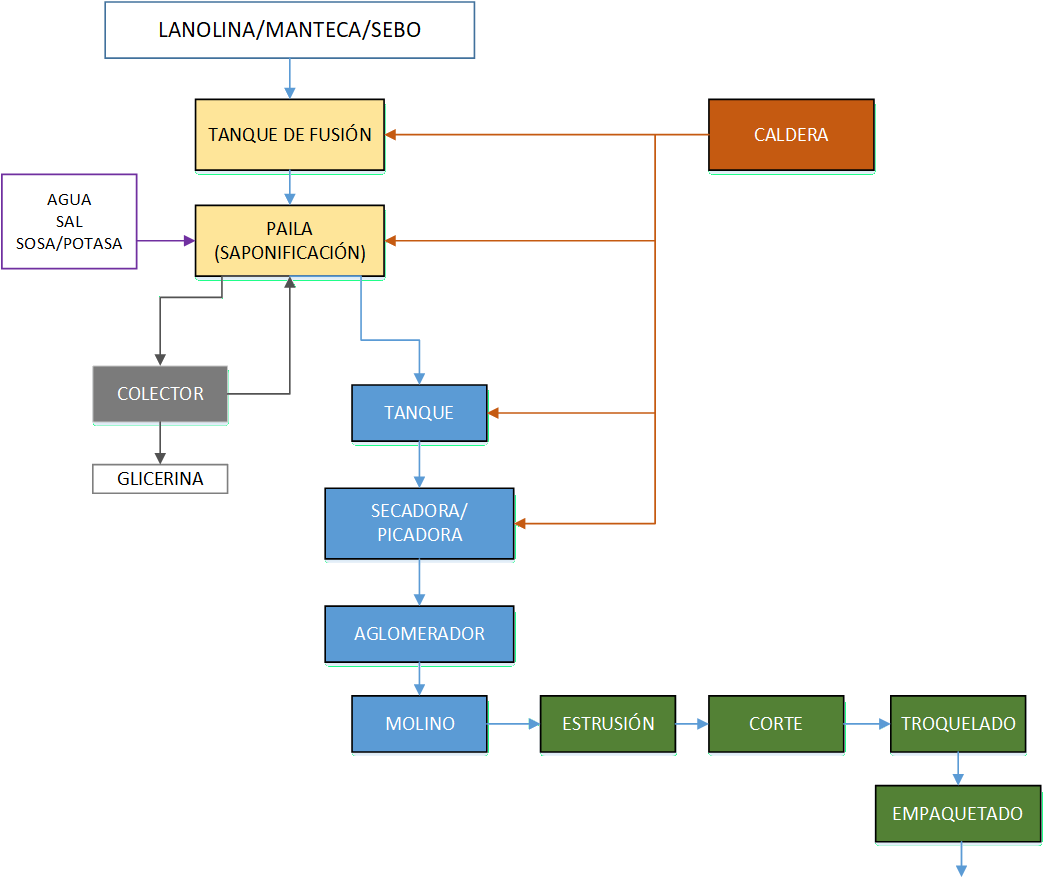 LANOLINA/MANTECA/SEBO
TANQUE DE FUSIÓN
CALDERA
AGUA
SAL
SOSA/POTASA
PAILA
(SAPONIFICACIÓN)
COLECTOR
TANQUE
GLICERINA
SECADORA/
PICADORA
AGLOMERADOR
MOLINO
ESTRUSIÓN
CORTE
TROQUELADO
EMPAQUETADO